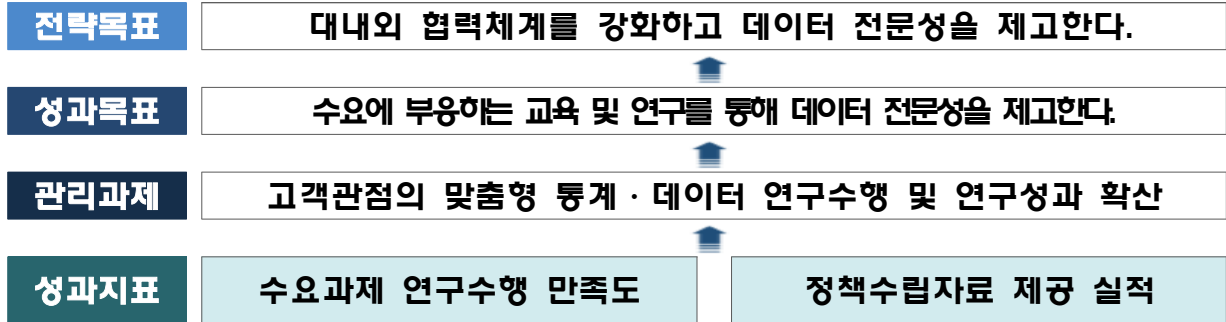 전략목표 대내외 협력체계를 강화하고 데이터 전문성을 제고한다.
성과목표 수요에 부응하는 교육 및 연구를 통해 데이터 전문성을 제고한다.
관리과제 고객관점의 맞춤형 통계 · 데이터 연구수행 및 연구성과 확산
성과지표 수요과제 연구수행 만족도 정책수립자료 제공 실적